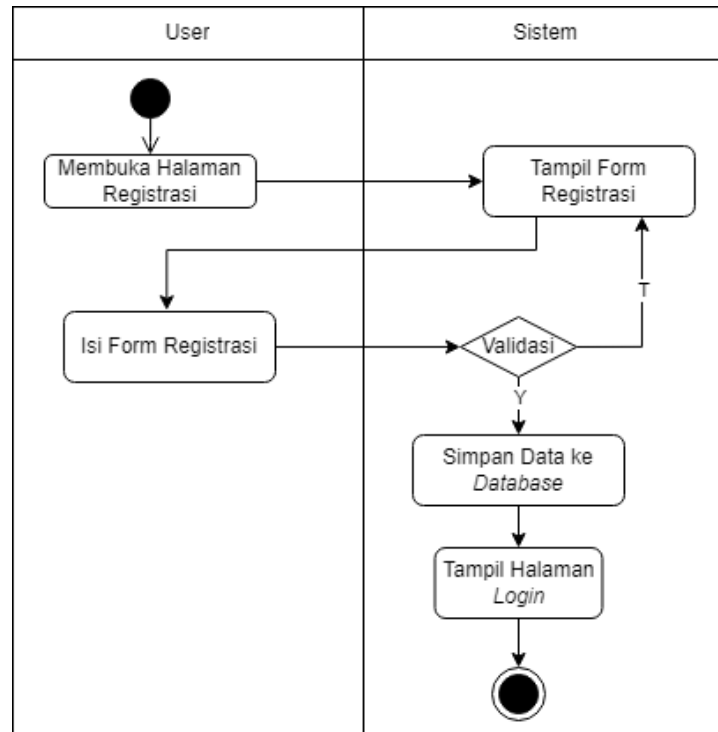 User
Sistem
Membuka Halaman
Registrasi
Tampil Form
Registrasi
T
Isi Form Registrasi
Validasi
Y
Simpan Data ke
Database
Tampil Halaman
Login